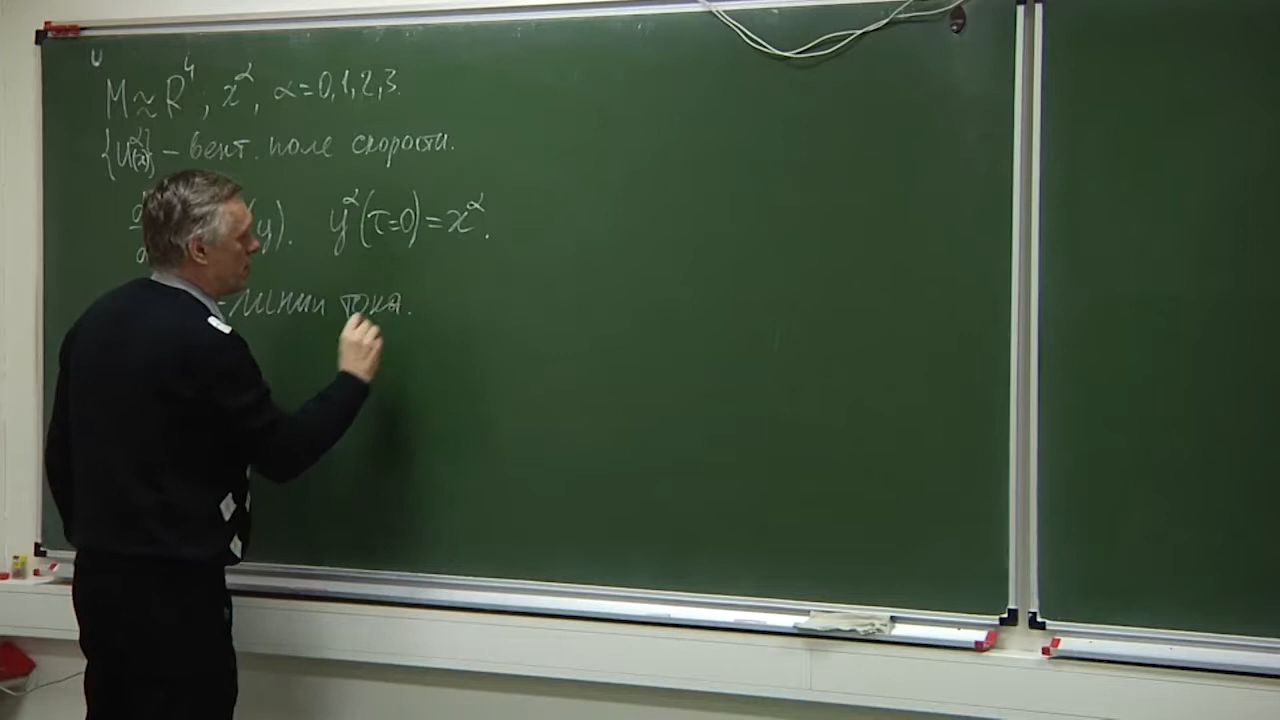 M ≈ R⁴, x^α, α = 0,1,2,3.
{u^α(x)} – вект. поле скорости.
(y). y^α(τ=0) = x^α.
- линии тока.